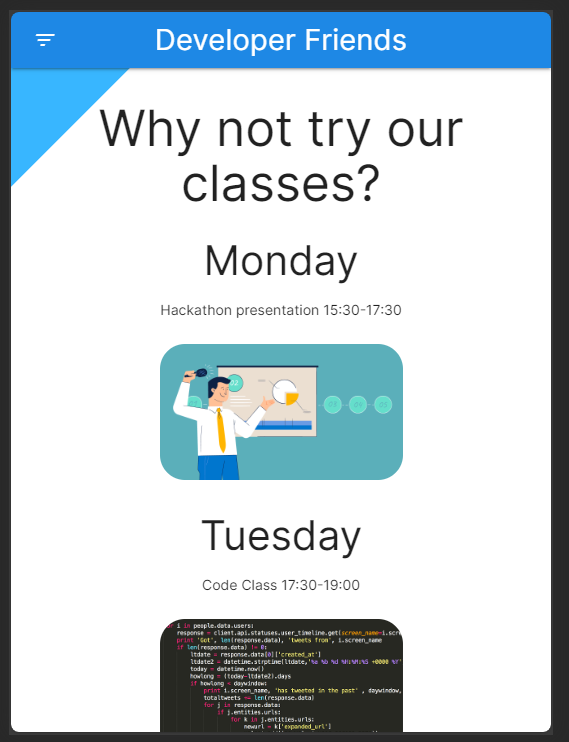 Developer Friends
Why not try our
classes?
Monday
Hackathon presentation 15:30-17:30
Tuesday
Code Class 17:30-19:00
i in people.data.users:
response = client.api.statuses.user_timeline.get(screen_name=i.scre
print 'Got', len(response.data), 'tweets from', i.screen_name
if len(response.data) != 0:
ltdate = response.data[0]['created_at']
ltdate2 = datetime.strptime(ltdate,'%a %b %d %H:%M:%S +0000 %Y'
today = datetime.now()
howlong = (today-ltdate2).days
if howlong < daywindow:
print i.screen_name, 'has tweeted in the past' , daywindow,
totaltweets += len(response.data)
for j in response.data:
if j.entities.urls:
for k in j.entities.urls:
newurl = k['expanded_url']